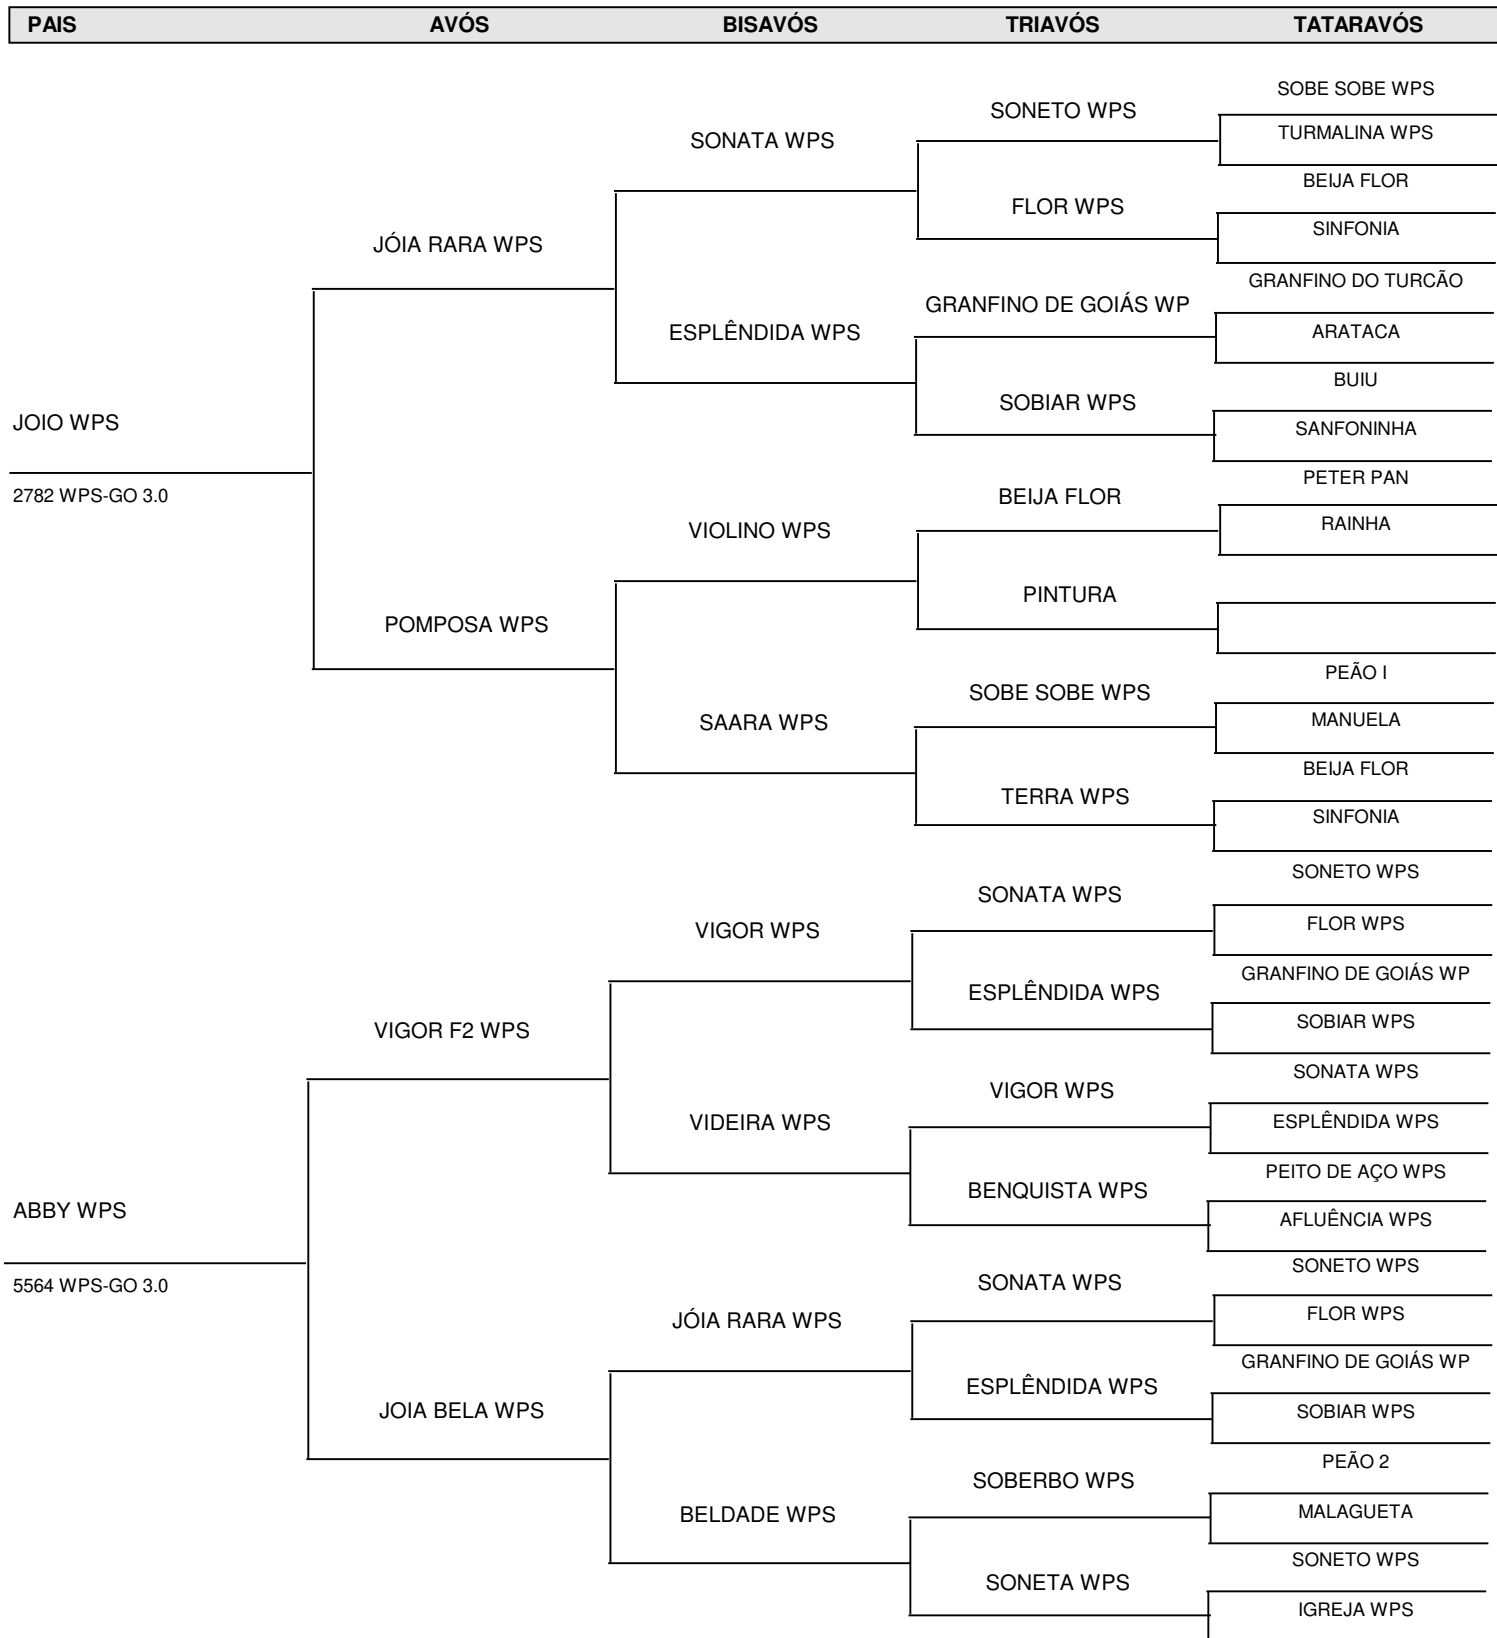 PAIS AVÓS BISAVÓS TRIAVÓS TATARAVÓS
SOBE SOBE WPS
SONETO WPS
TURMALINA WPS
SONATA WPS
BEIJA FLOR
FLOR WPS
SINFONIA
JÓIA RARA WPS
GRANFINO DO TURCÃO
GRANFINO DE GOIÁS WP
ARATACA
ESPLÊNDIDA WPS
BUIU
SOBIAR WPS
SANFONINHA
JOIO WPS
2782 WPS-GO 3.0
PETER PAN
BEIJA FLOR
RAINHA
VIOLINO WPS
PINTURA
POMPOSA WPS
PEÃO I
SOBE SOBE WPS
MANUELA
SAARA WPS
BEIJA FLOR
TERRA WPS
SINFONIA
SONETO WPS
SONATA WPS
FLOR WPS
VIGOR WPS
GRANFINO DE GOIÁS WP
ESPLÊNDIDA WPS
SOBIAR WPS
VIGOR F2 WPS
SONATA WPS
VIGOR WPS
ESPLÊNDIDA WPS
VIDEIRA WPS
PEITO DE AÇO WPS
BENQUISTA WPS
AFLUÊNCIA WPS
ABBY WPS
5564 WPS-GO 3.0
SONETO WPS
SONATA WPS
FLOR WPS
JÓIA RARA WPS
GRANFINO DE GOIÁS WP
ESPLÊNDIDA WPS
SOBIAR WPS
JOIA BELA WPS
PEÃO 2
SOBERBO WPS
MALAGUETA
BELDADE WPS
SONETO WPS
SONETA WPS
IGREJA WPS